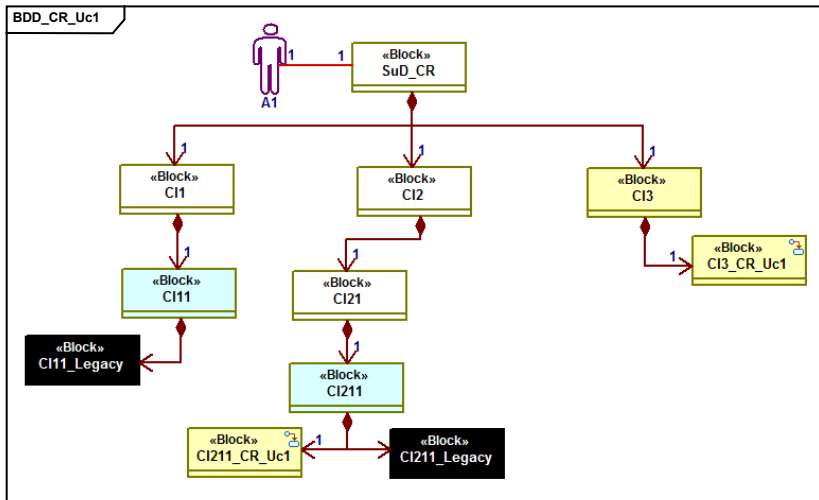 BDD_CR_Uc1
1
1
A1
«Block»
SuD_CR
1
1
1
«Block»
CI1
«Block»
CI2
«Block»
CI3
1
1
1
«Block»
CI11
«Block»
CI21
«Block»
CI3_CR_Uc1
1
«Block»
CI11_Legacy
«Block»
CI211
1
«Block»
CI211_CR_Uc1
«Block»
CI211_Legacy